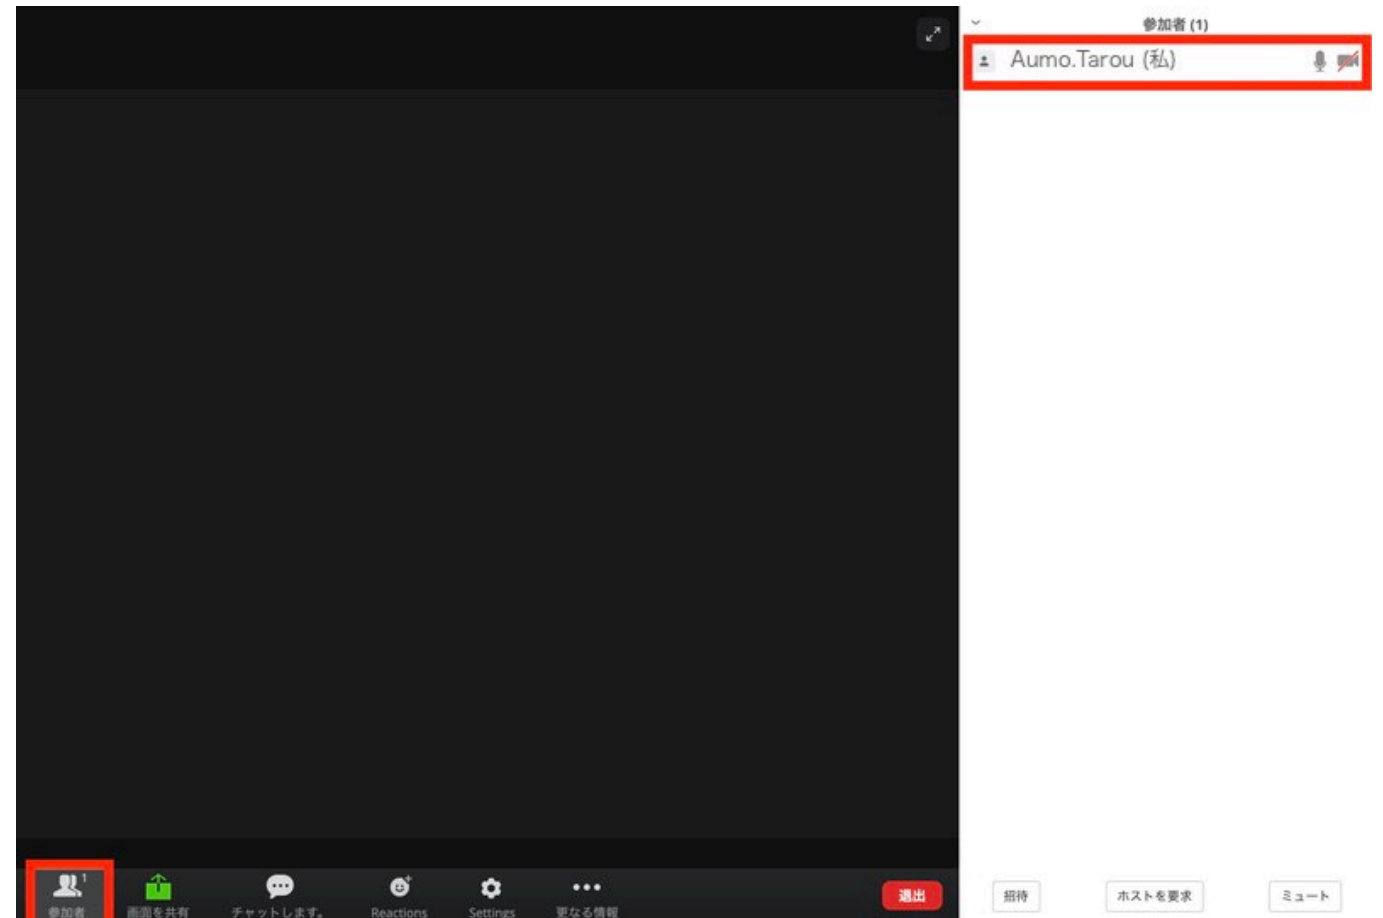 参加者 (1)
Aumo.Tarou (私)
1
参加者
画面を共有
チャットします。
Reactions
Settings
更なる情報
退出
招待
ホストを要求
ミュート